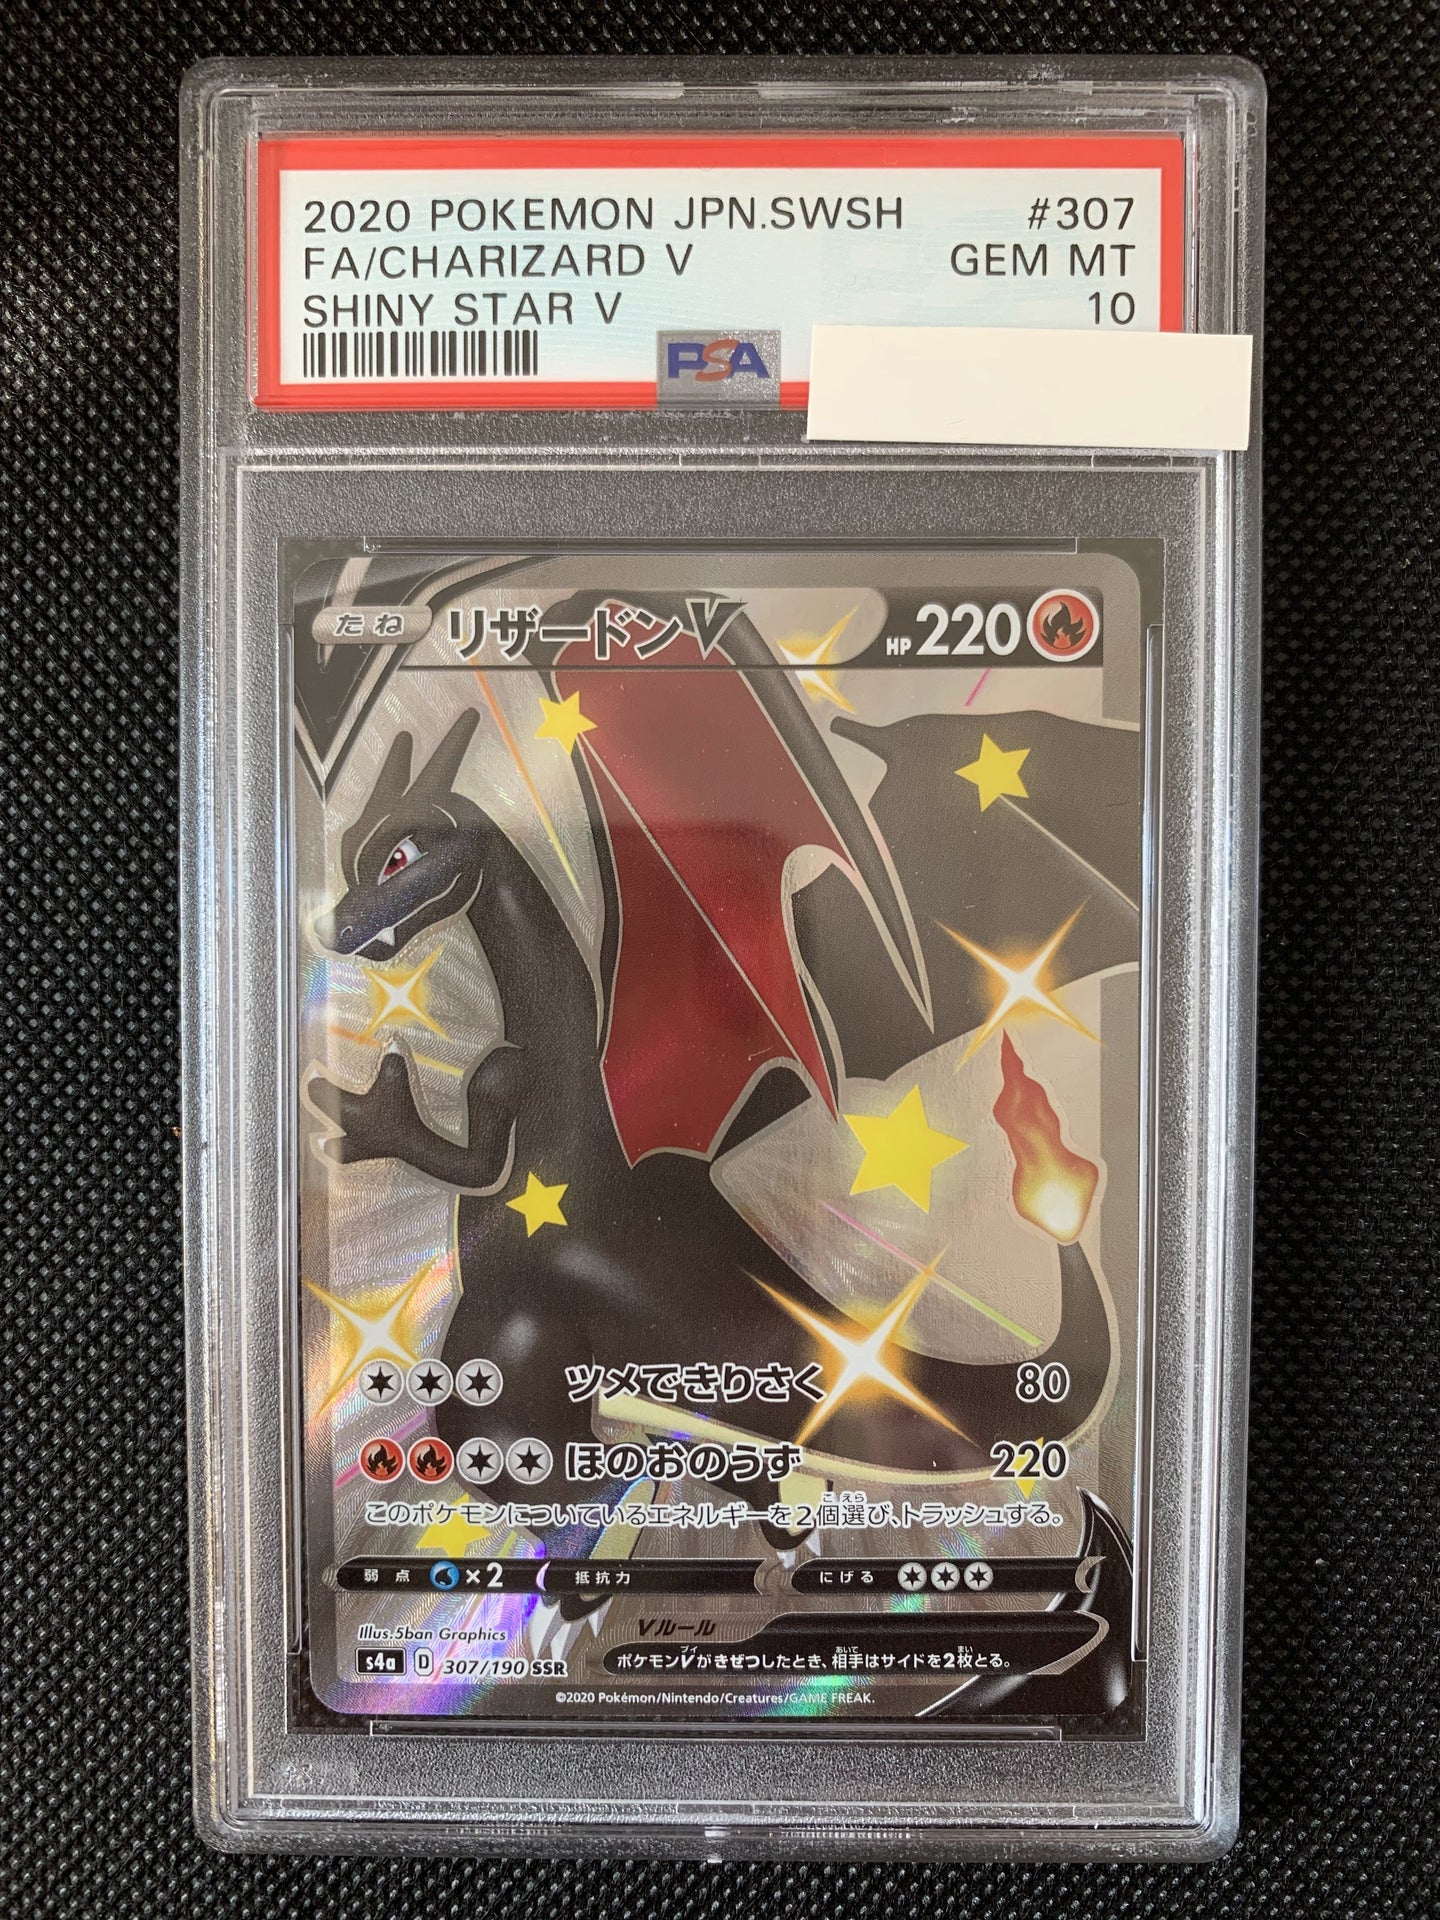 2020 POKEMON JPN.SWSH #307
FA/CHARIZARD V GEM MT
SHINY STAR V 10
PSA
たね リザードンV HP 220
ツメできりさく 80
ほのおのうず 220
このポケモンについているエネルギーを2個選び、トラッシュする。
弱点 ×2 抵抗力 にげる
Illus. 5ban Graphics
Vルール
s4a D 307/190 SSR
ポケモンVがきぜつしたとき、相手はサイドを2枚とる。
©2020 Pokémon/Nintendo/Creatures/GAME FREAK.